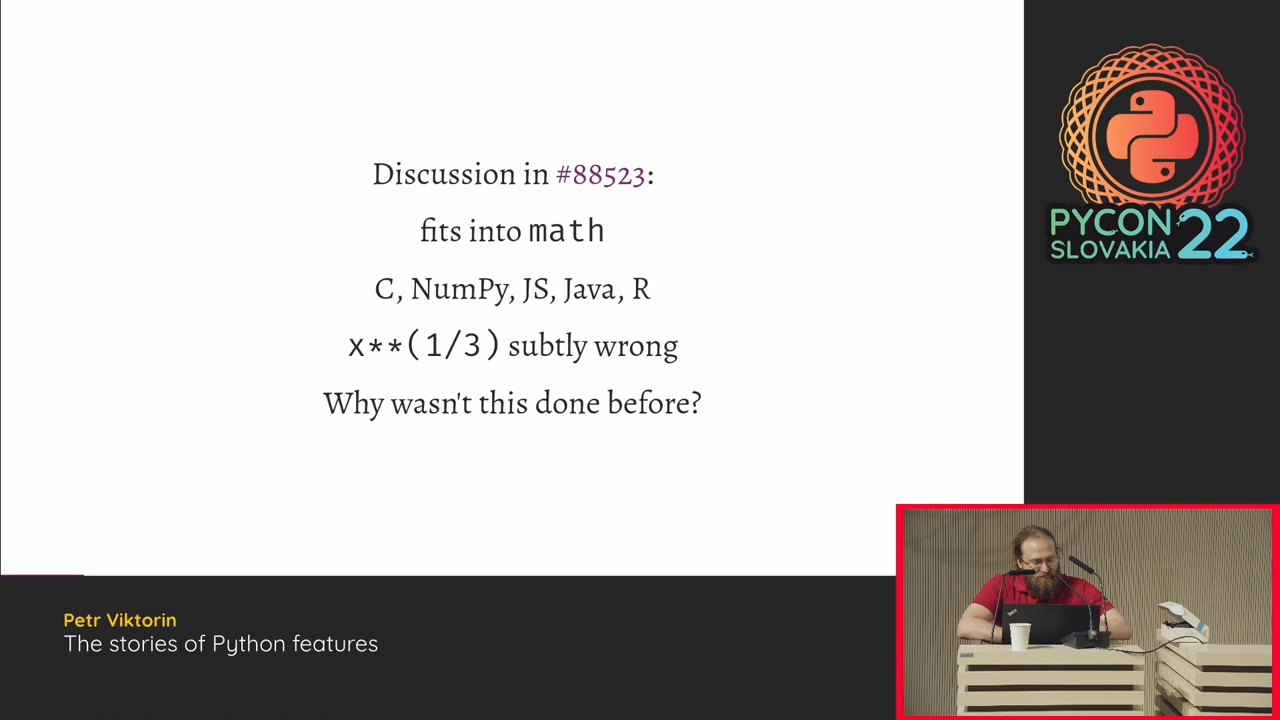 Discussion in #88523:
fits into math
C, NumPy, JS, Java, R
x**(1/3) subtly wrong
Why wasn't this done before?
PYCON 22
SLOVAKIA
Petr Viktorin
The stories of Python features